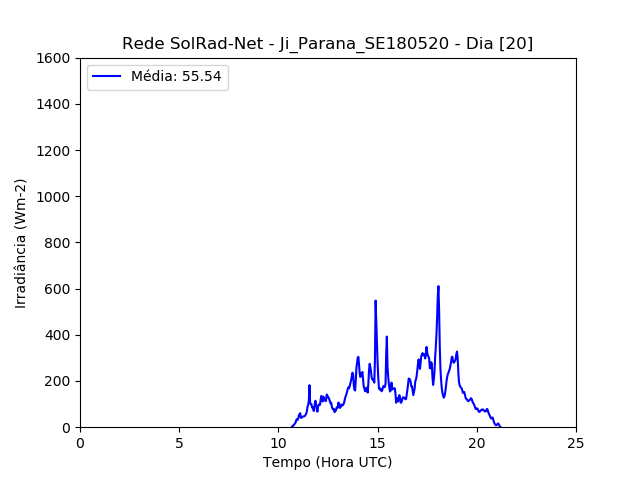 Rede SolRad-Net - Ji_Parana_SE180520 - Dia [20]
Média: 55.54
Irradiância (Wm-2)
1600
1400
1200
1000
800
600
400
200
0
0 5 10 15 20 25
Tempo (Hora UTC)